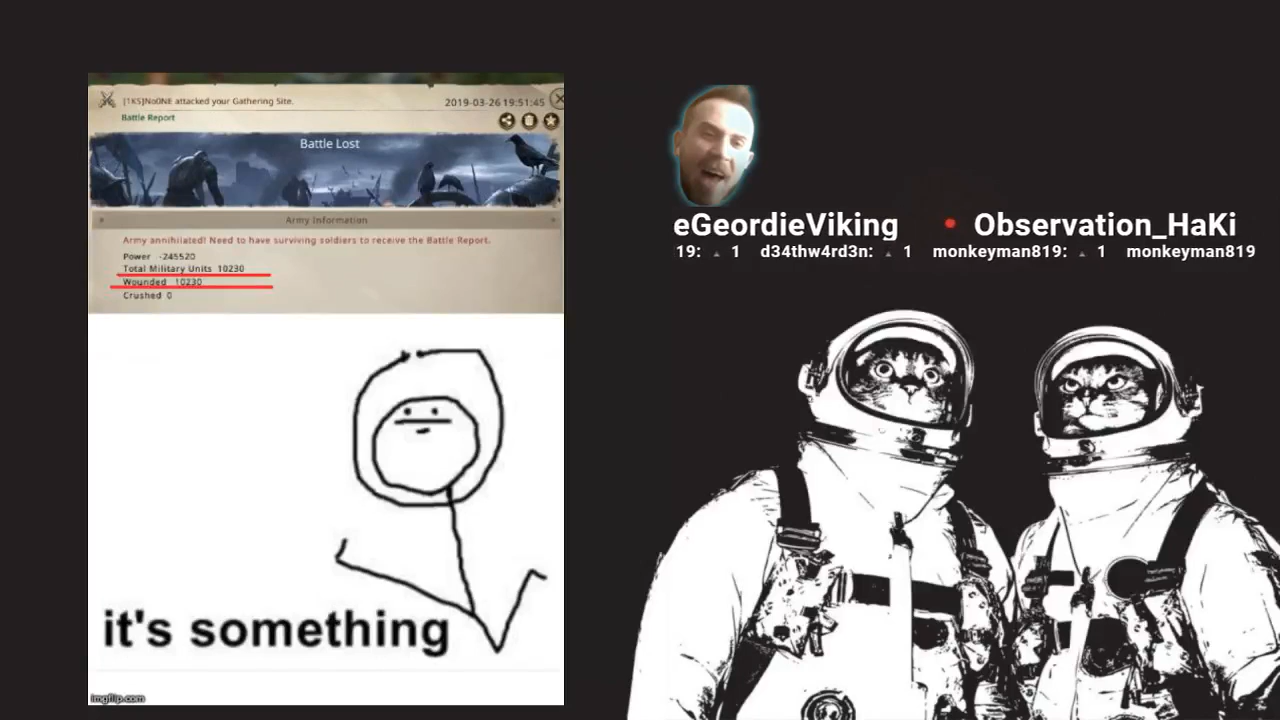 [1KS]No0NE attacked your Gathering Site.
2019-03-26 19:51:45
Battle Report
Battle Lost
Army Information
Army annihilated! Need to have surviving soldiers to receive the Battle Report.
Power -245520
Total Military Units 10230
Wounded 10230
Crushed 0
it's something
imgflip.com
eGeordieViking • Observation_HaKi
19: ▲ 1 d34thw4rd3n: ▲ 1 monkeyman819: ▲ 1 monkeyman819